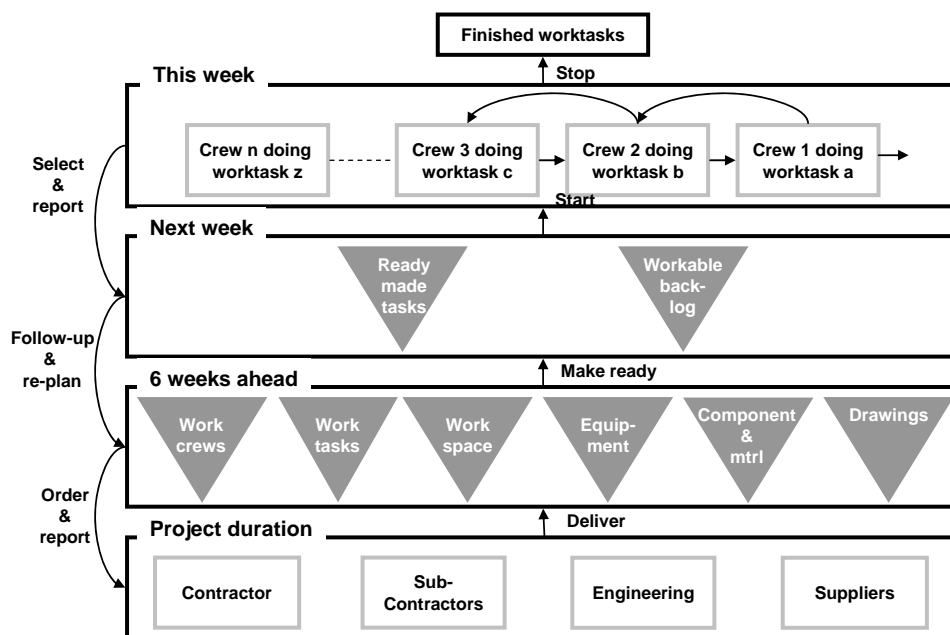 Finished worktasks
Stop
This week
Crew n doing
worktask z
Crew 3 doing
worktask c
Crew 2 doing
worktask b
Crew 1 doing
worktask a
Select
&
report
Start
Next week
Ready
made
tasks
Workable
back-
log
Follow-up
&
re-plan
Make ready
6 weeks ahead
Work
crews
Work
tasks
Work
space
Equip-
ment
Component
&
mtrl
Drawings
Order
&
report
Deliver
Project duration
Contractor
Sub-
Contractors
Engineering
Suppliers